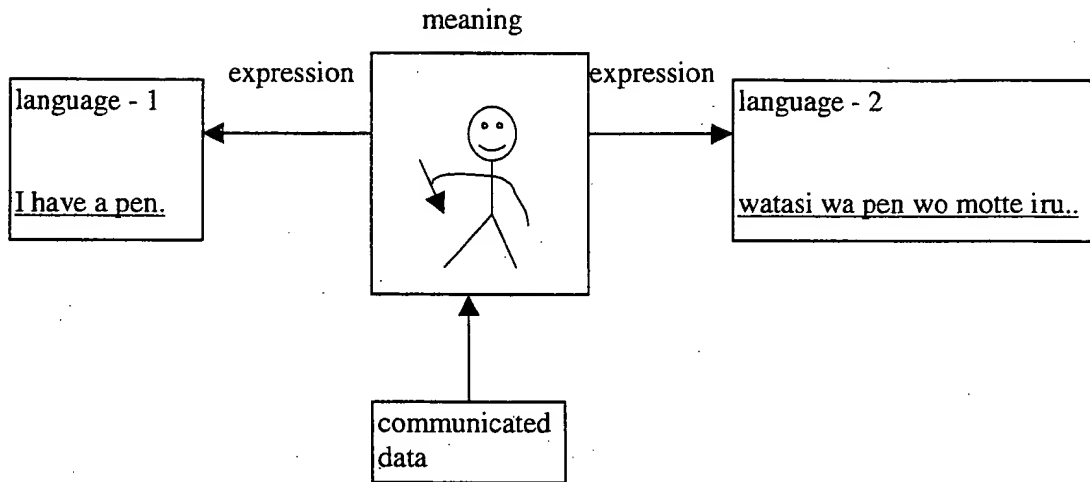 meaning
expression
expression
language - 1
I have a pen.
language - 2
watasi wa pen wo motte iru..
communicated
data